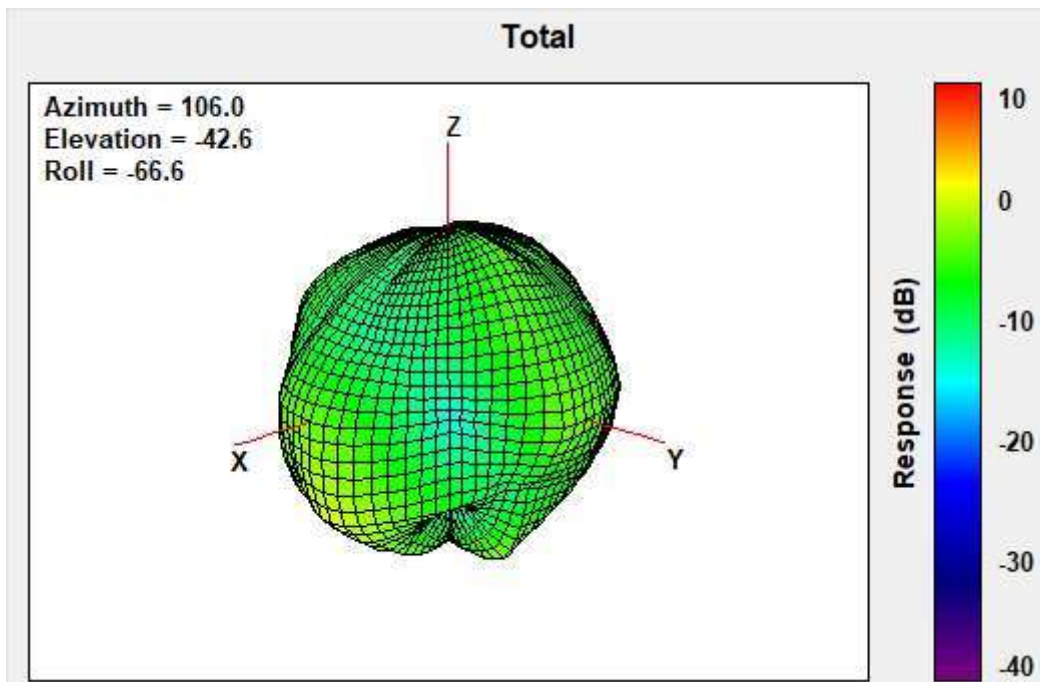 Total
Azimuth = 106.0
Elevation = -42.6
Roll = -66.6
Z
X
Y
10
0
-10
-20
-30
-40
Response (dB)